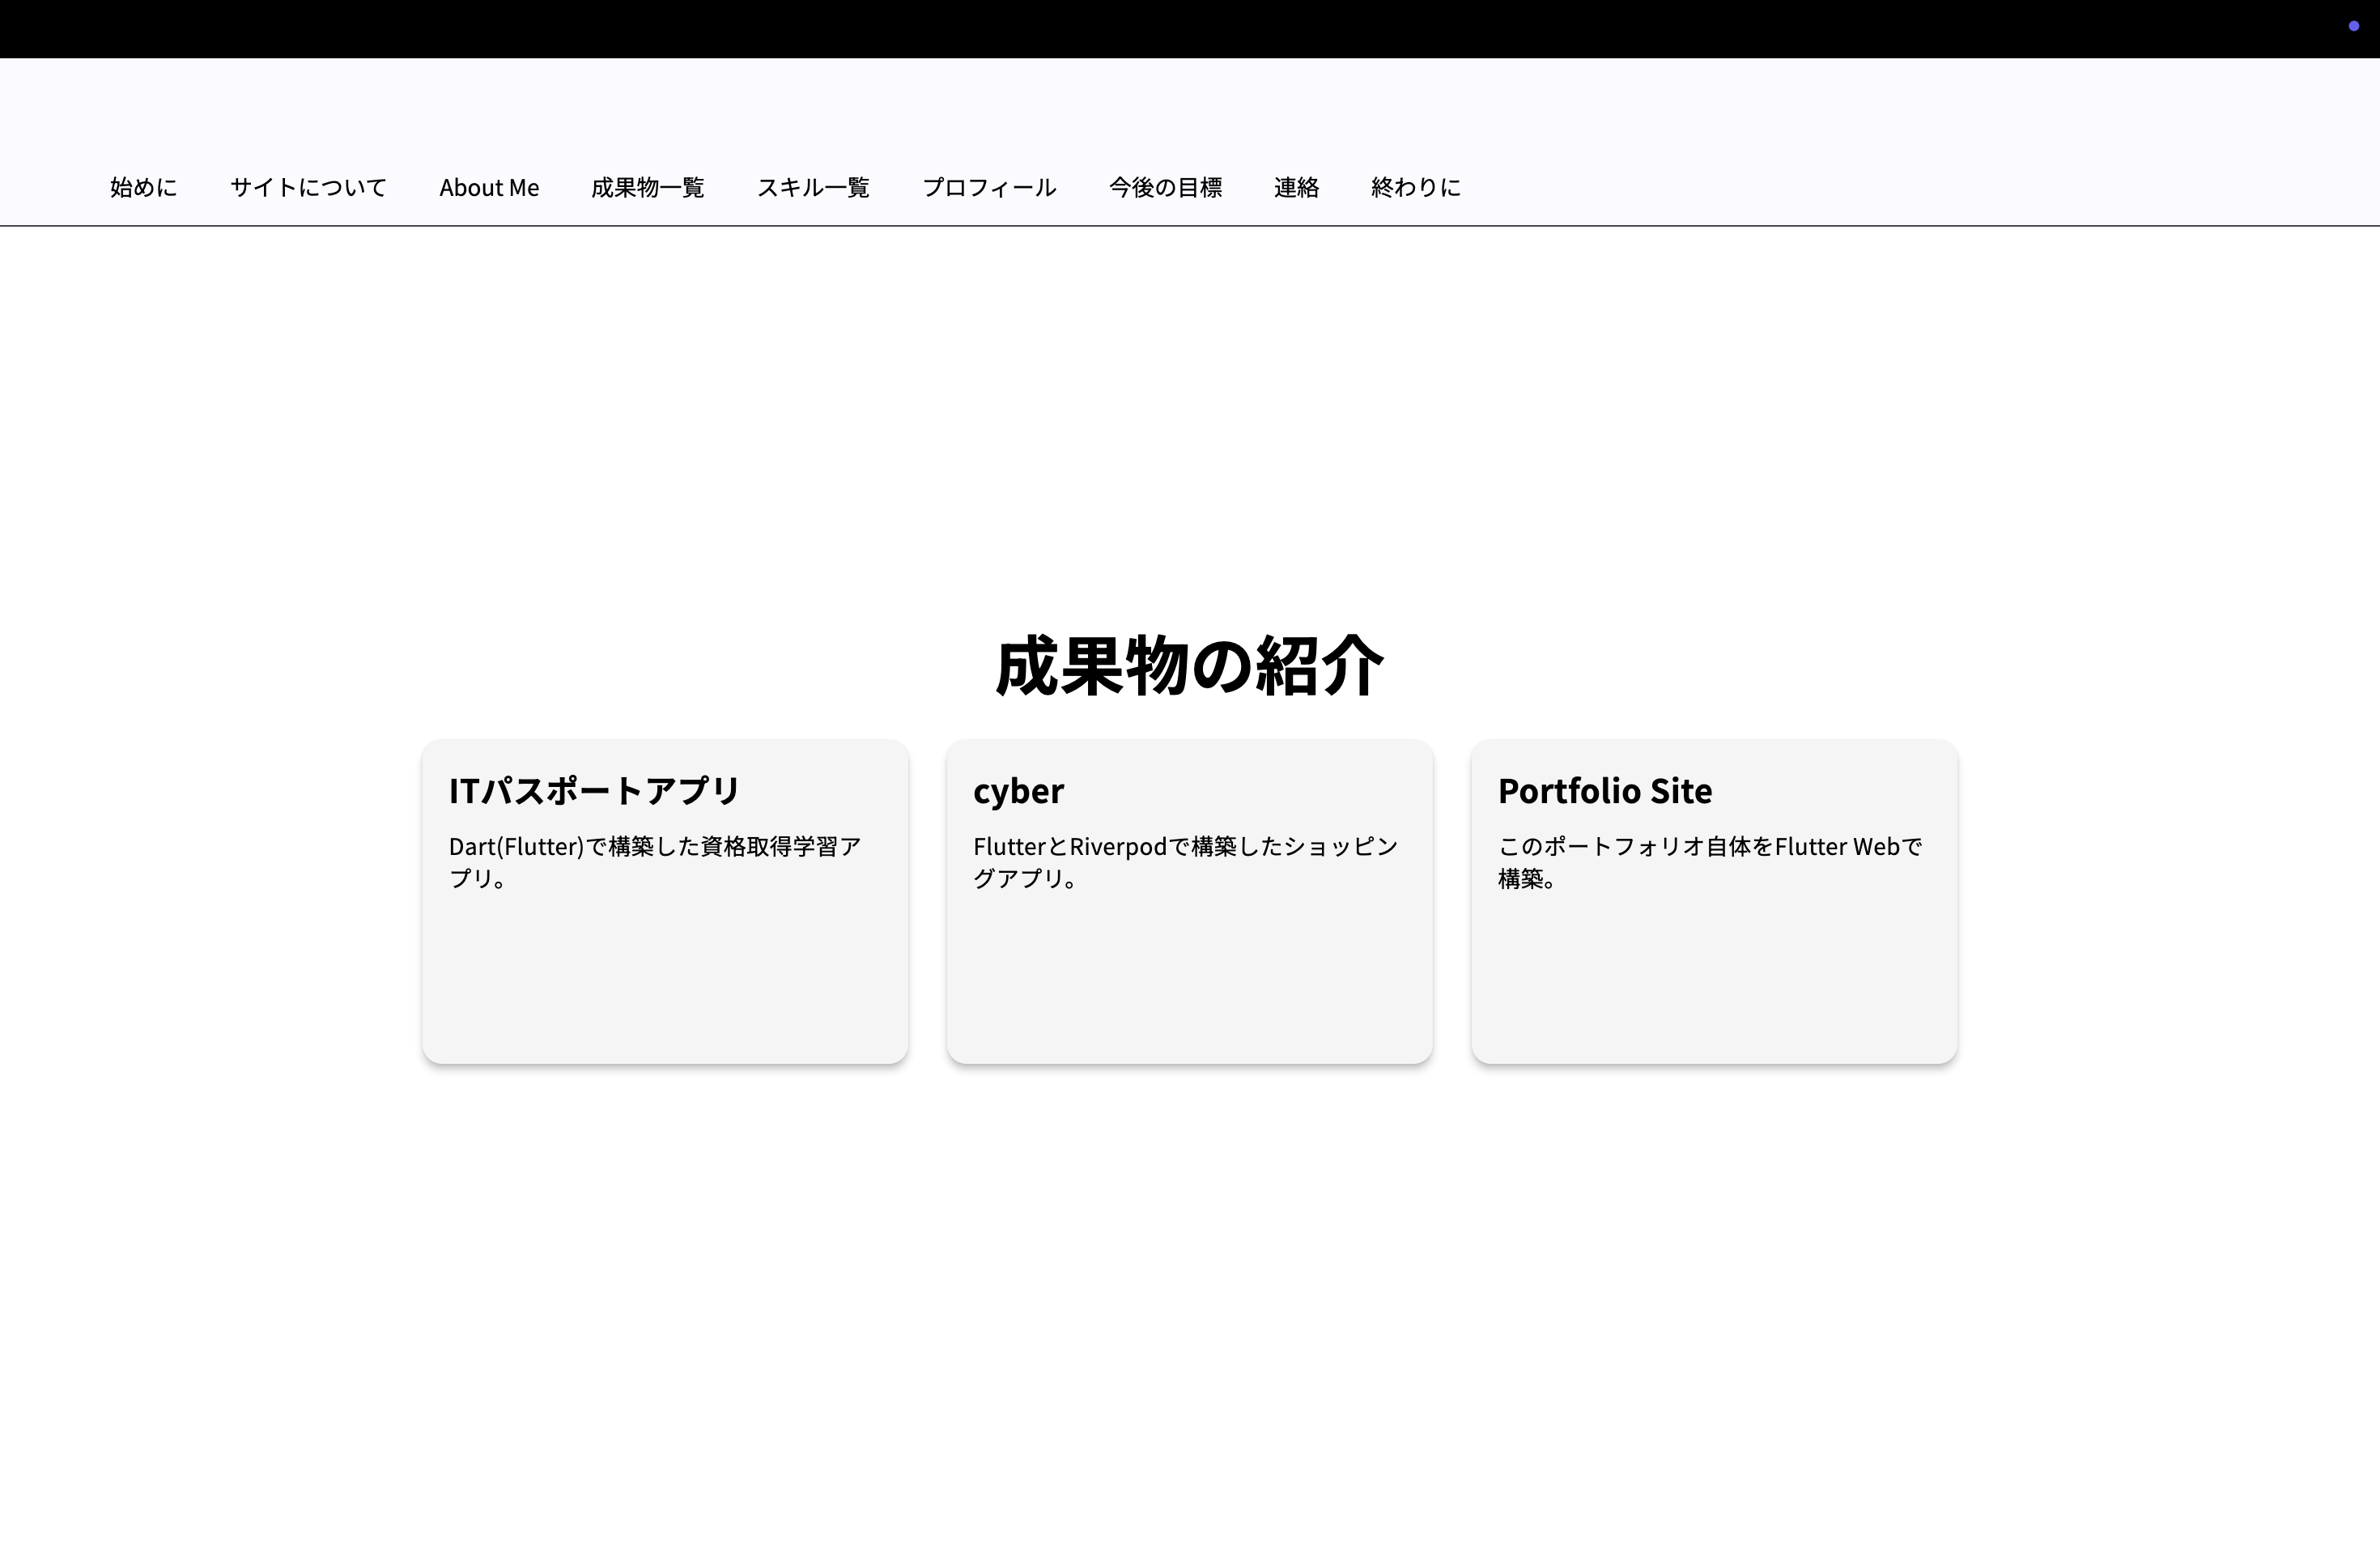 始めに サイトについて About Me 成果物一覧 スキル一覧 プロフィール 今後の目標 連絡 終わりに
成果物の紹介
ITパスポートアプリ
Dart(Flutter)で構築した資格取得学習ア
プリ。
cyber
FlutterとRiverpodで構築したショッピン
グアプリ。
Portfolio Site
このポートフォリオ自体をFlutter Webで
構築。